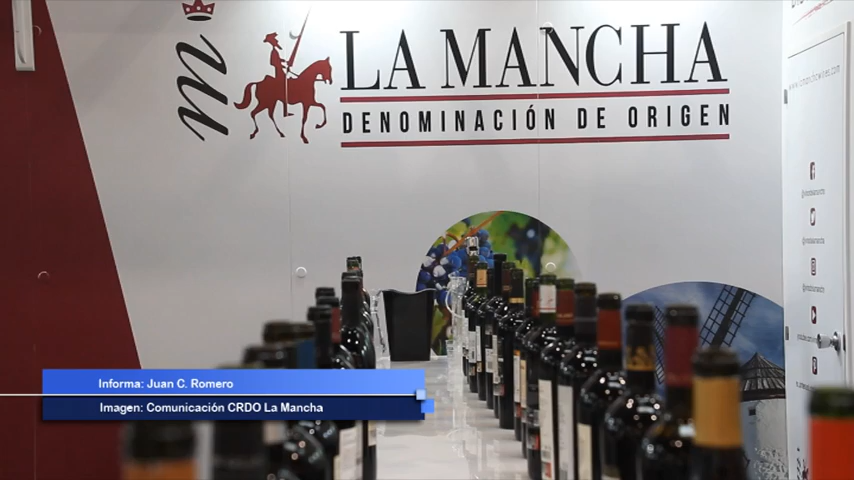 m
LA MANCHA
DENOMINACIÓN DE ORIGEN
Informa: Juan C. Romero
Imagen: Comunicación CRDO La Mancha